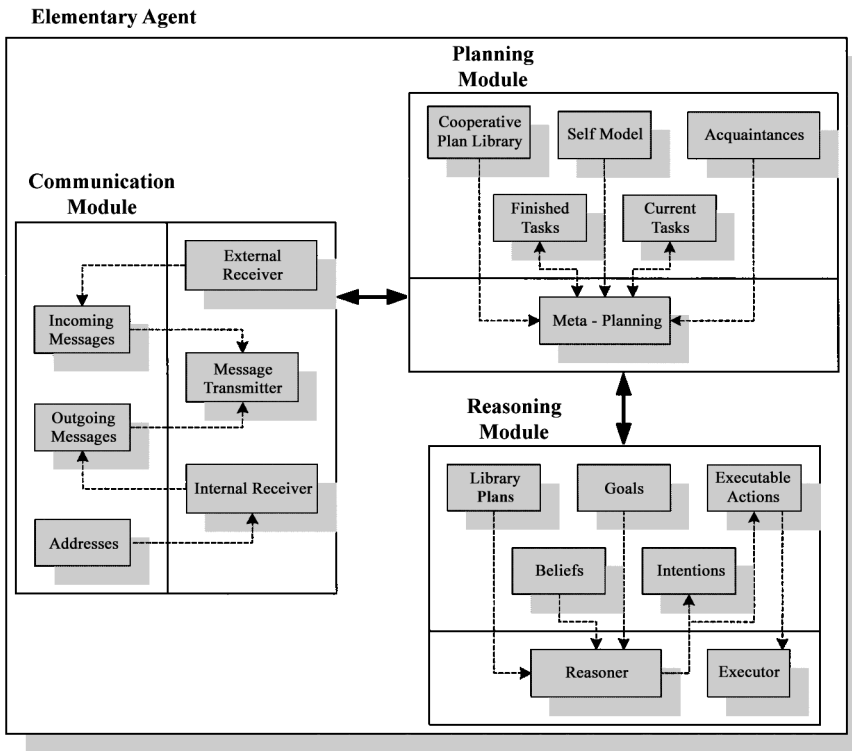 Elementary Agent
Planning
Module
Cooperative
Plan Library
Self Model
Acquaintances
Finished
Tasks
Current
Tasks
Meta - Planning
Communication
Module
External
Receiver
Incoming
Messages
Message
Transmitter
Outgoing
Messages
Internal Receiver
Addresses
Reasoning
Module
Library
Plans
Goals
Executable
Actions
Beliefs
Intentions
Reasoner
Executor